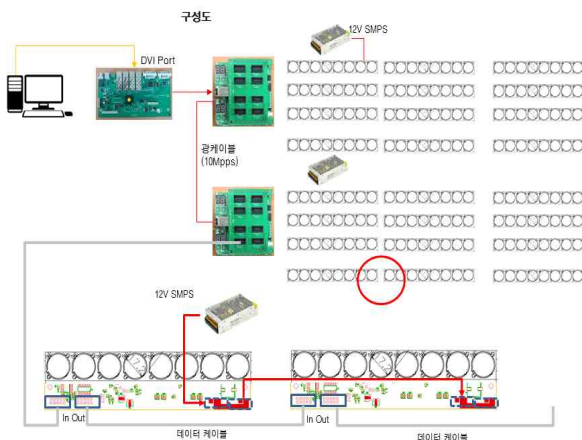 구성도
12V SMPS
DVI Port
광케이블
(10Mpps)
12V SMPS
In Out
In Out
데이터 케이블
데이터 케이블